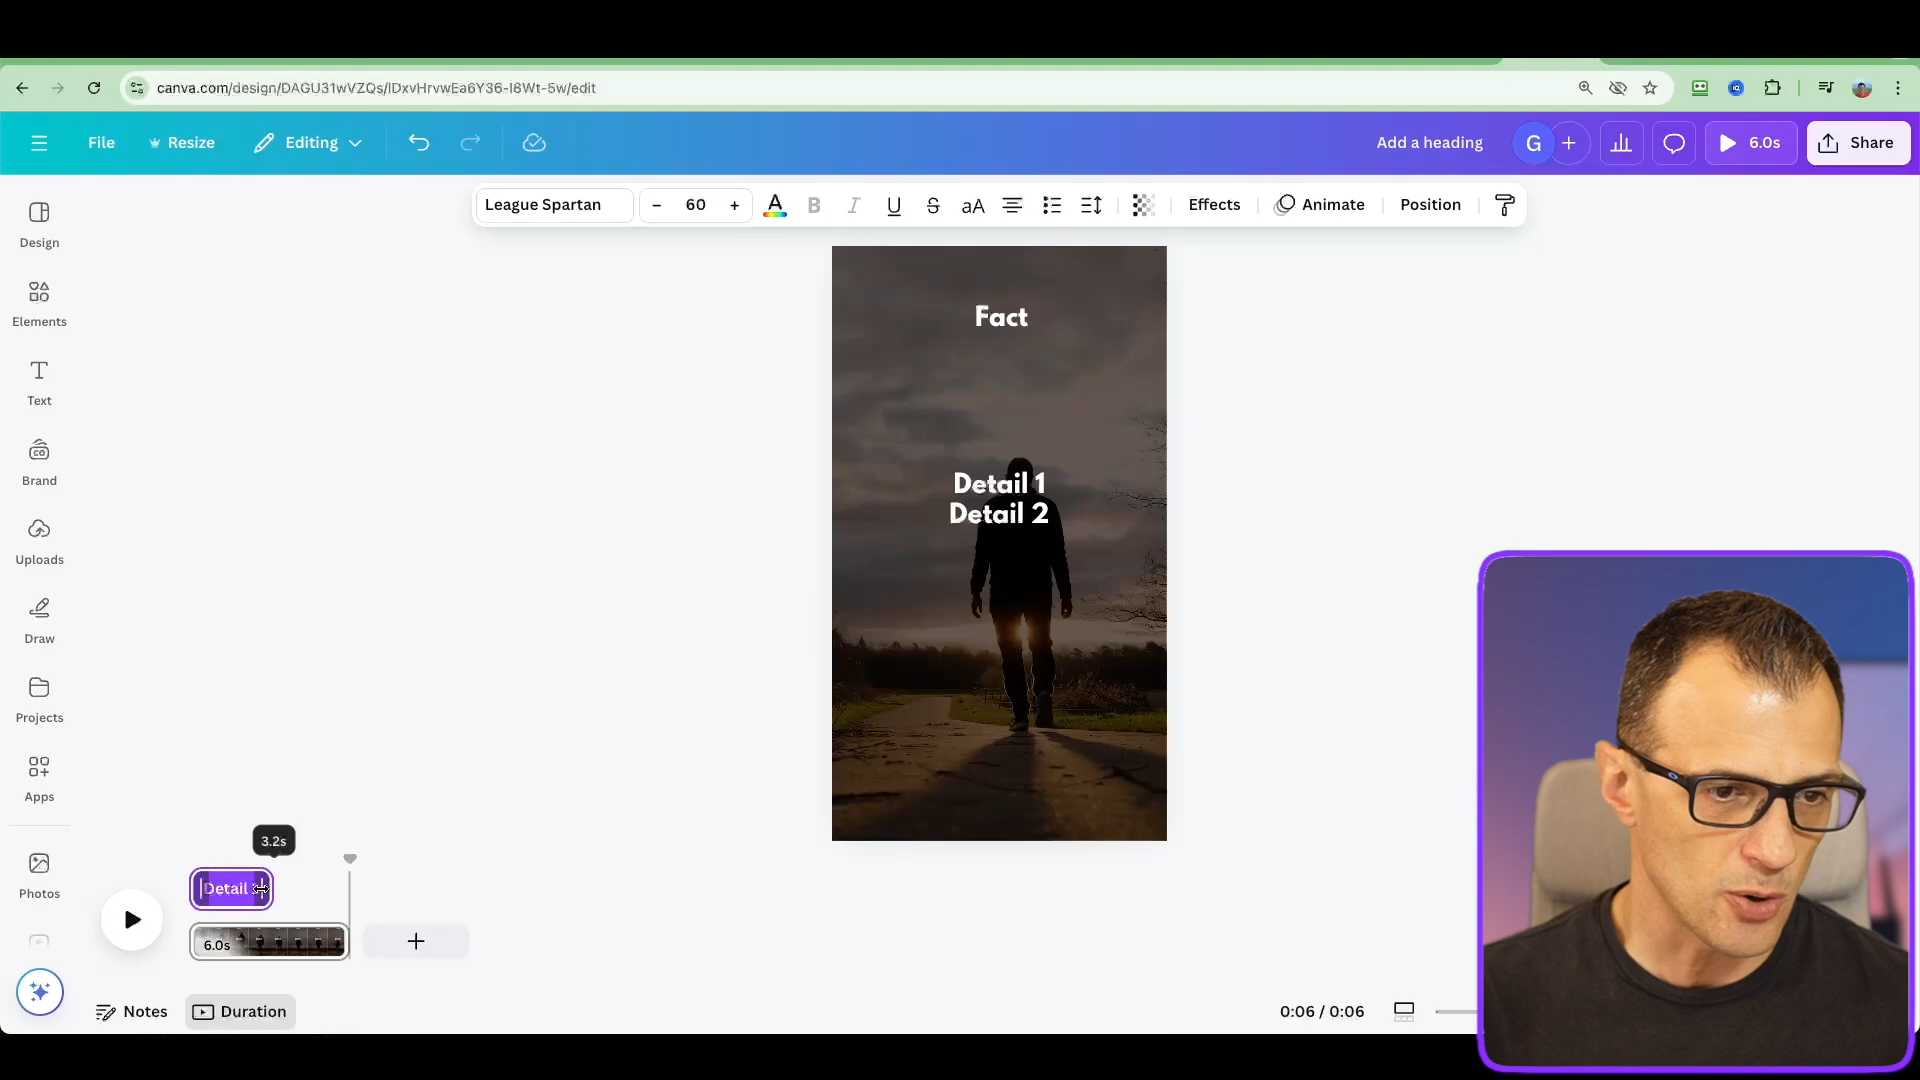 canva.com/design/DAGU31wVZQs/lDxvHrvwEa6Y36-I8Wt-5w/edit
File
Resize
Editing
Add a heading
G
6.0s
Share
League Spartan
60
A
B
I
U
S
aA
Effects
Animate
Position
Design
Elements
Text
Brand
Uploads
Draw
Projects
Apps
Photos
Fact
Detail 1
Detail 2
3.2s
Detail
6.0s
Notes
Duration
0:06 / 0:06